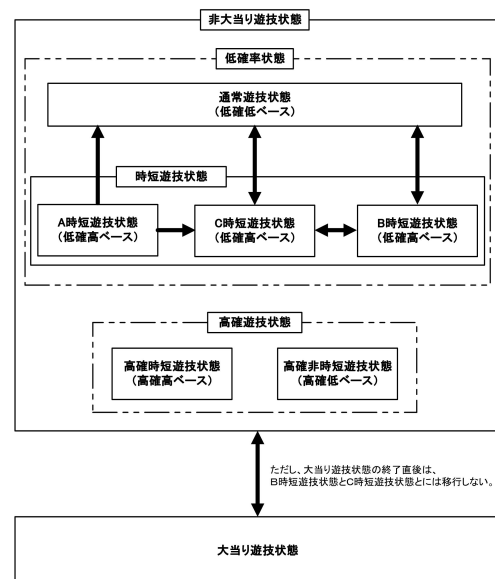 非大当り遊技状態
低確率状態
通常遊技状態
(低確低ベース)
時短遊技状態
A時短遊技状態
(低確高ベース)
C時短遊技状態
(低確高ベース)
B時短遊技状態
(低確高ベース)
高確遊技状態
高確時短遊技状態
(高確高ベース)
高確非時短遊技状態
(高確低ベース)
ただし、大当り遊技状態の終了直後は、
B時短遊技状態とC時短遊技状態とには移行しない。
大当り遊技状態